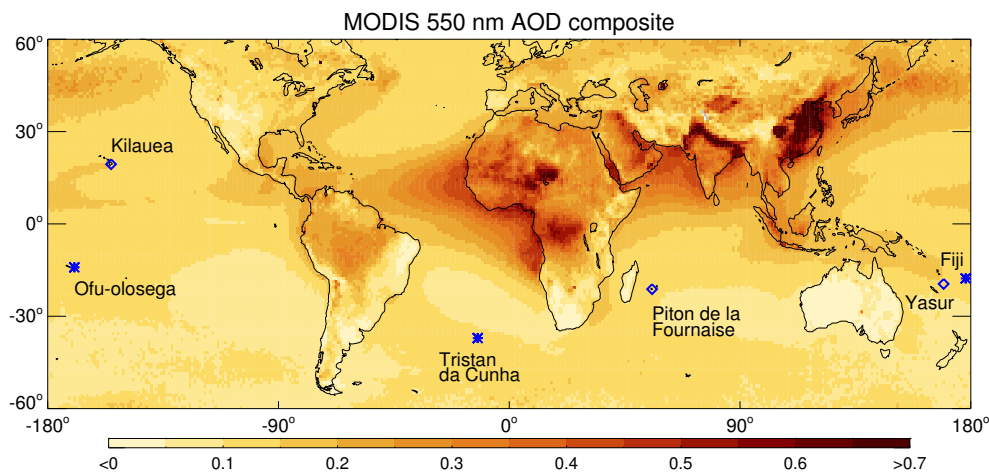 MODIS 550 nm AOD composite
60°
30°
0°
-30°
-60°
Kilauea
Ofu-olosega
Tristan
da Cunha
Piton de la
Fournaise
Fiji
Yasur
-180° -90° 0° 90° 180°
<0 0.1 0.2 0.3 0.4 0.5 0.6 >0.7